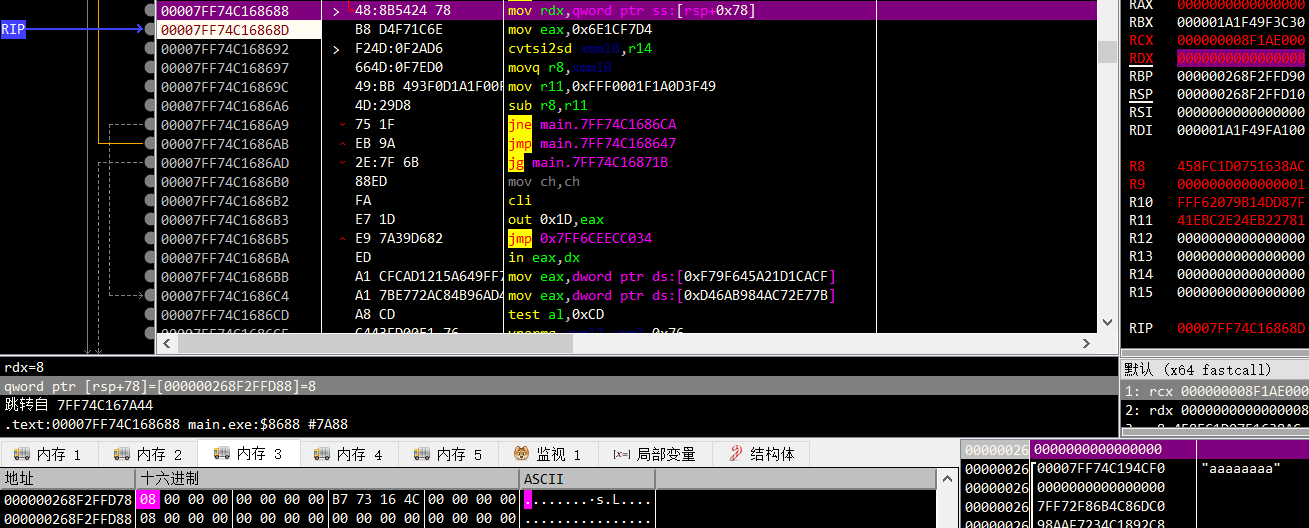 RIP
00007FF74C168688 48:8B5424 78 mov rdx,qword ptr ss:[rsp+0x78]
00007FF74C16868D B8 D4F71C6E mov eax,0x6E1CF7D4
00007FF74C168692 F24D:0F2AD6 cvtsi2sd xmm10,r14
00007FF74C168697 664D:0F7ED0 movq r8,xmm10
00007FF74C16869C 49:BB 493F0D1A1F00F mov r11,0xFFF0001F1A0D3F49
00007FF74C1686A6 4D:29D8 sub r8,r11
00007FF74C1686A9 75 1F jne main.7FF74C1686CA
00007FF74C1686AB EB 9A jmp main.7FF74C168647
00007FF74C1686AD 2E:7F 6B jg main.7FF74C16871B
00007FF74C1686B0 88ED mov ch,ch
00007FF74C1686B2 FA cli
00007FF74C1686B3 E7 1D out 0x1D,eax
00007FF74C1686B5 E9 7A39D682 jmp 0x7FF6CEECC034
00007FF74C1686BA ED in eax,dx
00007FF74C1686BB A1 CFCAD1215A649FF7 mov eax,dword ptr ds:[0xF79F645A21D1CACF]
00007FF74C1686C4 A1 7BE772AC84B96AD4 mov eax,dword ptr ds:[0xD46AB984AC72E77B]
00007FF74C1686CD A8 CD test al,0xCD
RAX 0000000000000000
RBX 000001A1F49F3C30
RCX 000000008F1AE000
RDX 0000000000000008
RBP 000000268F2FFD90
RSP 000000268F2FFD10
RSI 0000000000000000
RDI 000001A1F49FA100
R8 458FC1D0751638AC
R9 0000000000000001
R10 FFF62079B14DD87F
R11 41EBC2E24EB22781
R12 0000000000000000
R13 0000000000000000
R14 0000000000000000
R15 0000000000000000
RIP 00007FF74C16868D
rdx=8
qword ptr [rsp+78]=[000000268F2FFD88]=8
跳转自 7FF74C167A44
.text:00007FF74C168688 main.exe:$8688 #7A88
默认 (x64 fastcall)
1: rcx 000000008F1AE000
2: rdx 0000000000000008
内存 1 内存 2 内存 3 内存 4 内存 5 监视 1 [x=] 局部变量 结构体
地址 十六进制 ASCII
000000268F2FFD78 08 00 00 00 00 00 00 00 B7 73 16 4C 00 00 00 00 ........·s.L....
000000268F2FFD88 08 00 00 00 00 00 00 00 00 00 00 00 00 00 00 00 ................
00000026 0000000000000000
00000026 00007FF74C194CF0 "aaaaaaaa"
00000026 0000000000000000
00000026 7FF72F86B4C86DC0